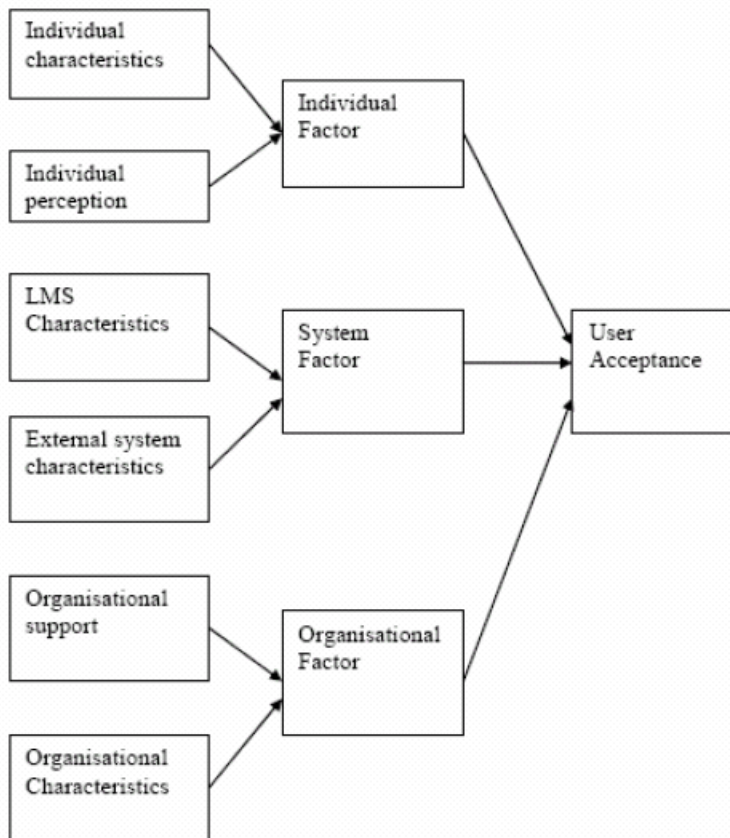 Individual
characteristics
Individual
Factor
Individual
perception
LMS
Characteristics
System
Factor
User
Acceptance
External system
characteristics
Organisational
support
Organisational
Factor
Organisational
Characteristics